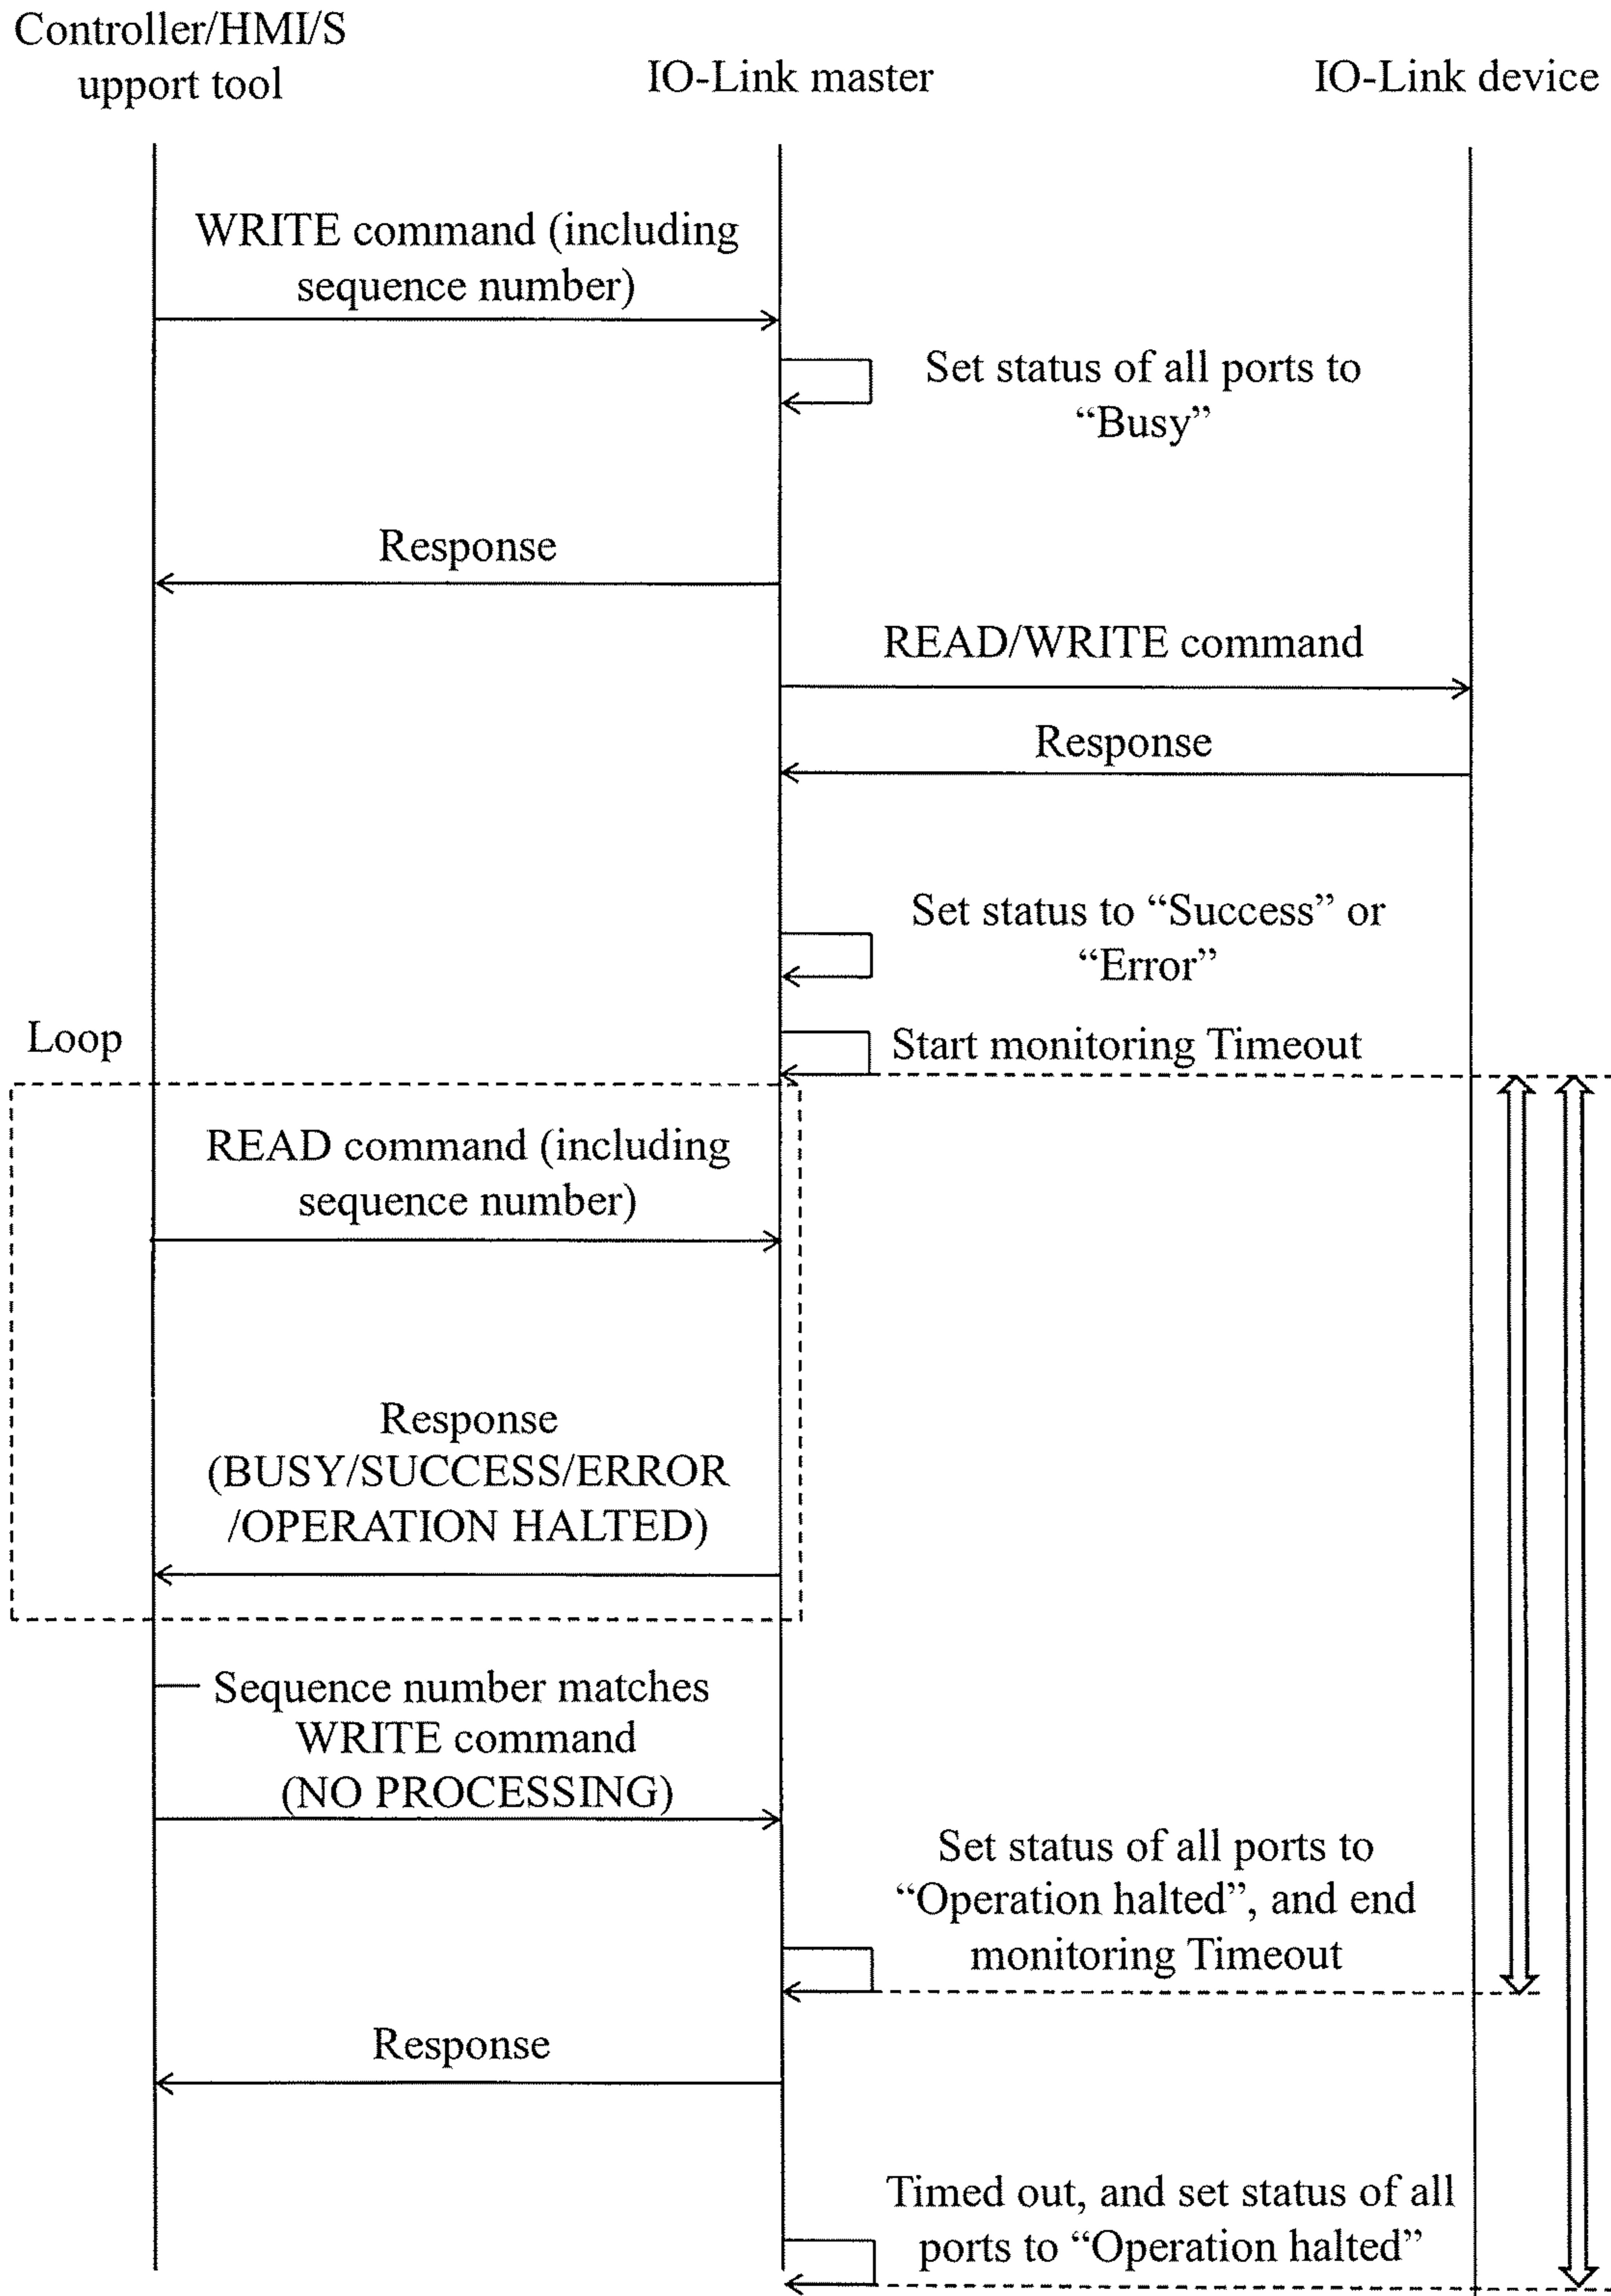 Controller/HMI/S
upport tool
IO-Link master
IO-Link device
WRITE command (including
sequence number)
Set status of all ports to
“Busy”
Response
READ/WRITE command
Response
Set status to “Success” or
“Error”
Loop
Start monitoring Timeout
READ command (including
sequence number)
Response
(BUSY/SUCCESS/ERROR
/OPERATION HALTED)
Sequence number matches
WRITE command
(NO PROCESSING)
Set status of all ports to
“Operation halted”, and end
monitoring Timeout
Response
Timed out, and set status of all
ports to “Operation halted”